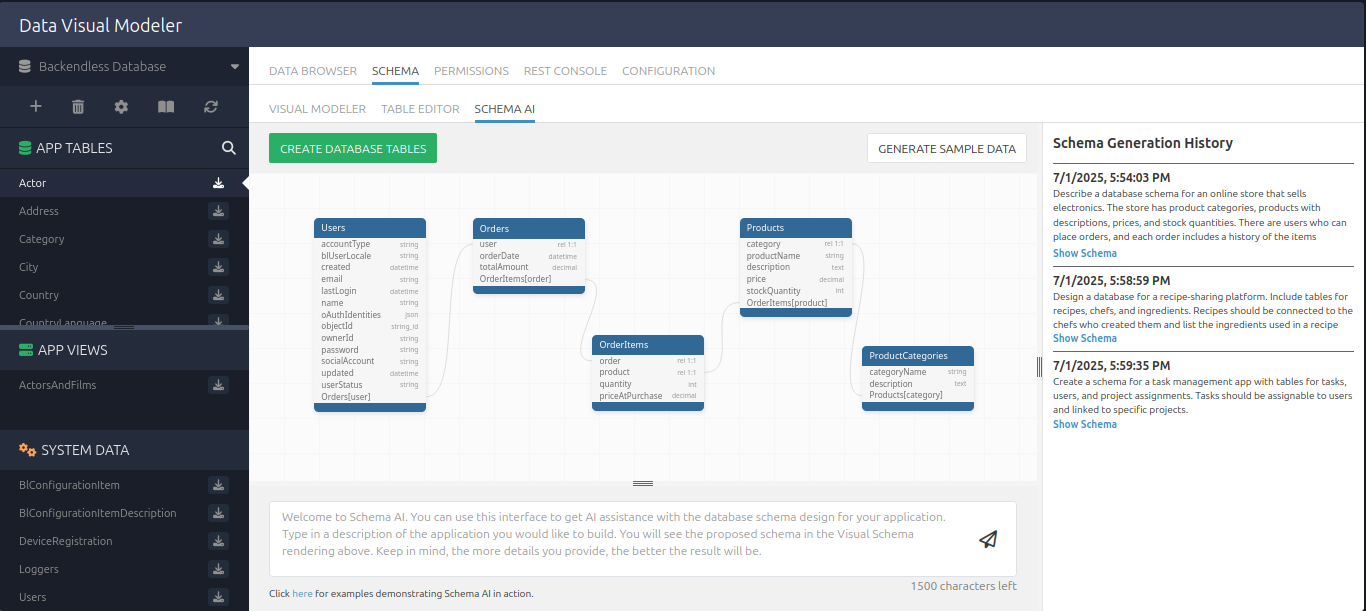 Data Visual Modeler
Backendless Database
APP TABLES
Actor
Address
Category
City
Country
CountryLanguage
APP VIEWS
ActorsAndFilms
SYSTEM DATA
BlConfigurationItem
BlConfigurationItemDescription
DeviceRegistration
Loggers
Users
DATA BROWSER SCHEMA PERMISSIONS REST CONSOLE CONFIGURATION
VISUAL MODELER TABLE EDITOR SCHEMA AI
CREATE DATABASE TABLES
GENERATE SAMPLE DATA
Users
accountType string
blUserLocale string
created datetime
email string
lastLogin datetime
name string
oAuthIdentities json
objectId string_id
ownerId string
password string
socialAccount string
updated datetime
userStatus string
Orders[user]
Orders
user rel 1:1
orderDate datetime
totalAmount decimal
OrderItems[order]
OrderItems
order rel 1:1
product rel 1:1
quantity int
priceAtPurchase decimal
Products
category rel 1:1
productName string
description text
price decimal
stockQuantity int
OrderItems[product]
ProductCategories
categoryName string
description text
Products[category]
Welcome to Schema AI. You can use this interface to get AI assistance with the database schema design for your application.
Type in a description of the application you would like to build. You will see the proposed schema in the Visual Schema
rendering above. Keep in mind, the more details you provide, the better the result will be.
1500 characters left
Click here for examples demonstrating Schema AI in action.
Schema Generation History
7/1/2025, 5:54:03 PM
Describe a database schema for an online store that sells
electronics. The store has product categories, products with
descriptions, prices, and stock quantities. There are users who can
place orders, and each order includes a history of the items
Show Schema
7/1/2025, 5:58:59 PM
Design a database for a recipe-sharing platform. Include tables for
recipes, chefs, and ingredients. Recipes should be connected to the
chefs who created them and list the ingredients used in a recipe
Show Schema
7/1/2025, 5:59:35 PM
Create a schema for a task management app with tables for tasks,
users, and project assignments. Tasks should be assignable to users
and linked to specific projects.
Show Schema